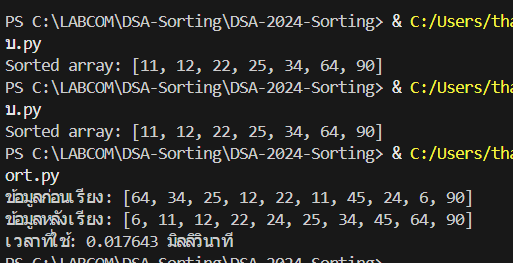 PS C:\LABCOM\DSA-Sorting\DSA-2024-Sorting> & C:/Users/tha
บ.py
Sorted array: [11, 12, 22, 25, 34, 64, 90]
PS C:\LABCOM\DSA-Sorting\DSA-2024-Sorting> & C:/Users/tha
บ.py
Sorted array: [11, 12, 22, 25, 34, 64, 90]
PS C:\LABCOM\DSA-Sorting\DSA-2024-Sorting> & C:/Users/tha
ort.py
ข้อมูลก่อนเรียง: [64, 34, 25, 12, 22, 11, 45, 24, 6, 90]
ข้อมูลหลังเรียง: [6, 11, 12, 22, 24, 25, 34, 45, 64, 90]
เวลาที่ใช้: 0.017643 มิลลิวินาที
PS C:\LABCOM\DSA-Sorting\DSA-2024-Sorting>